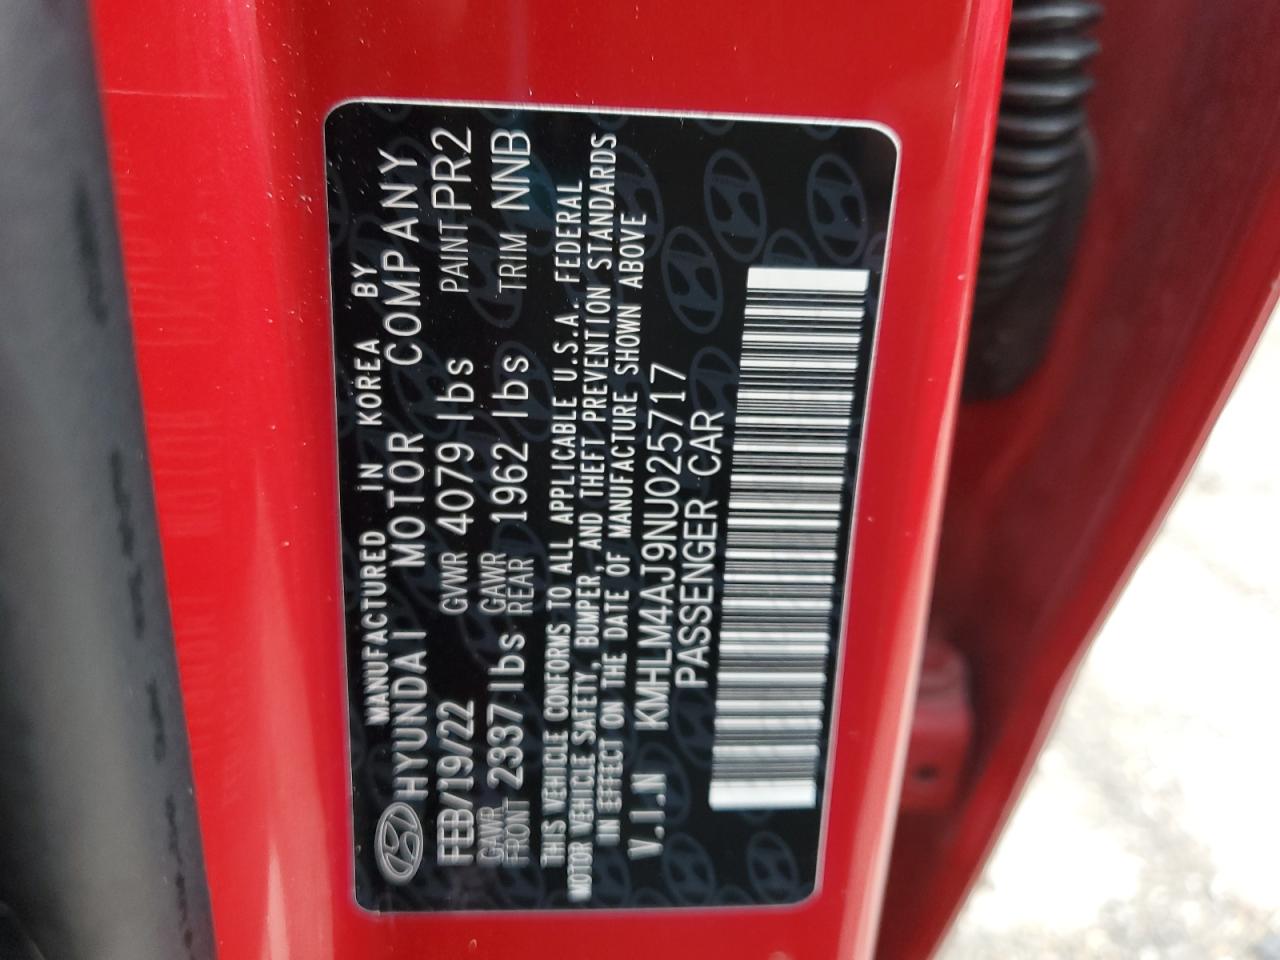 MANUFACTURED IN KOREA BY
HYUNDAI MOTOR COMPANY
FEB/19/22 GVWR 4079 lbs PAINT PR2
GAWR FRONT 2337 lbs GAWR REAR 1962 lbs TRIM NNB
THIS VEHICLE CONFORMS TO ALL APPLICABLE U.S.A. FEDERAL
MOTOR VEHICLE SAFETY, BUMPER, AND THEFT PREVENTION STANDARDS
IN EFFECT ON THE DATE OF MANUFACTURE SHOWN ABOVE
V.I.N KMHLM4AJ9NU025717
PASSENGER CAR